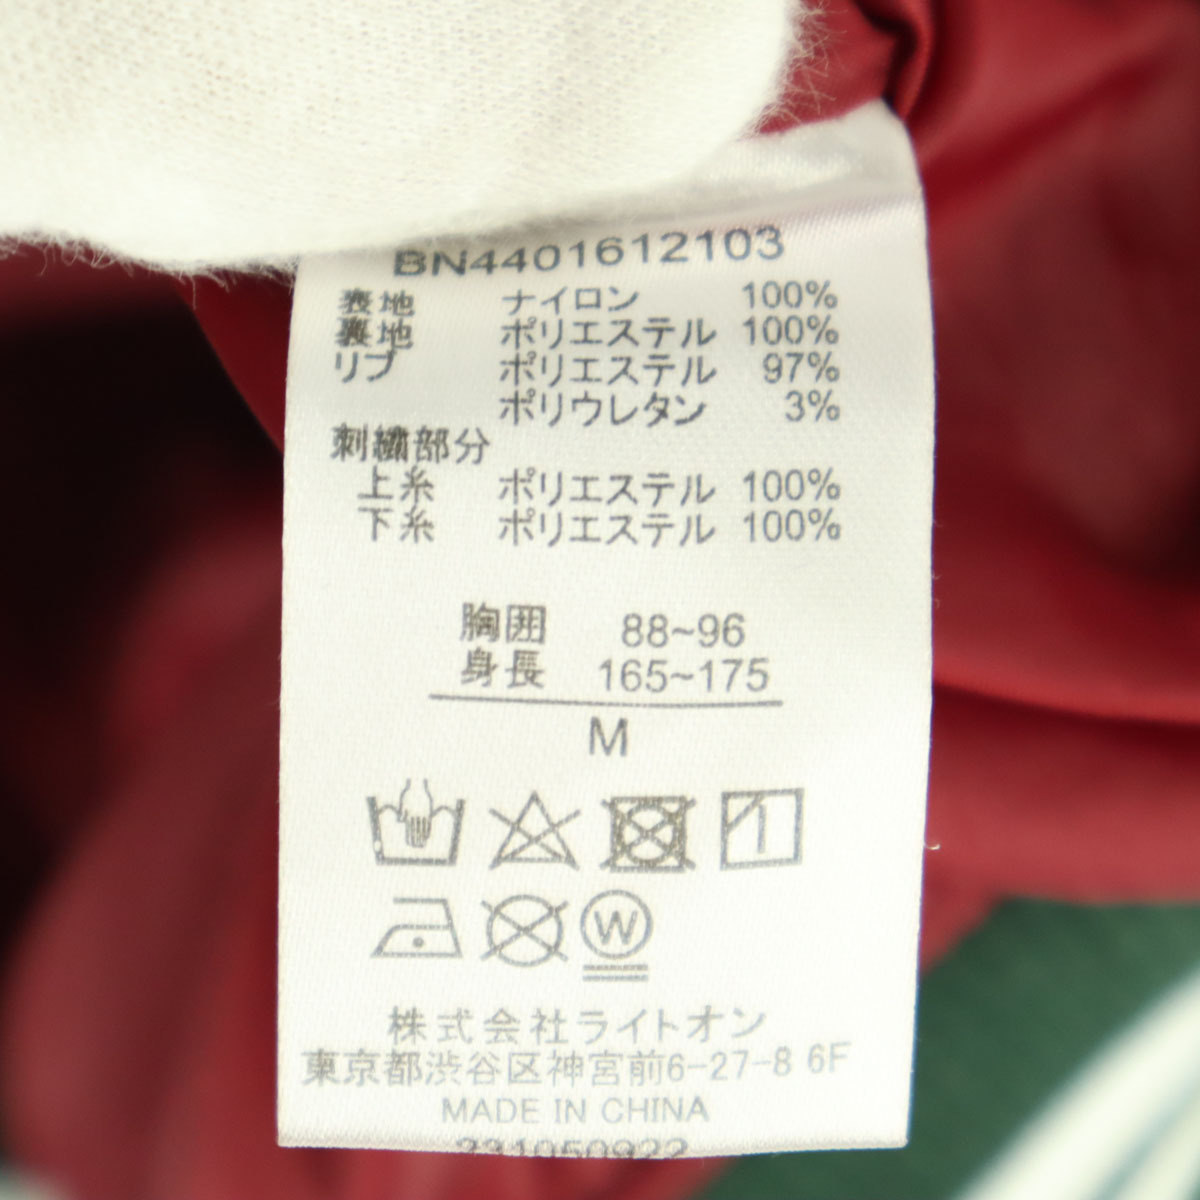 BN4401612103
表地 ナイロン 100%
裏地 ポリエステル 100%
リブ ポリエステル 97%
ポリウレタン 3%
刺繍部分
上糸 ポリエステル 100%
下糸 ポリエステル 100%
胸囲 88~96
身長 165~175
M
W
株式会社ライトオン
東京都渋谷区神宮前6-27-8 6F
MADE IN CHINA